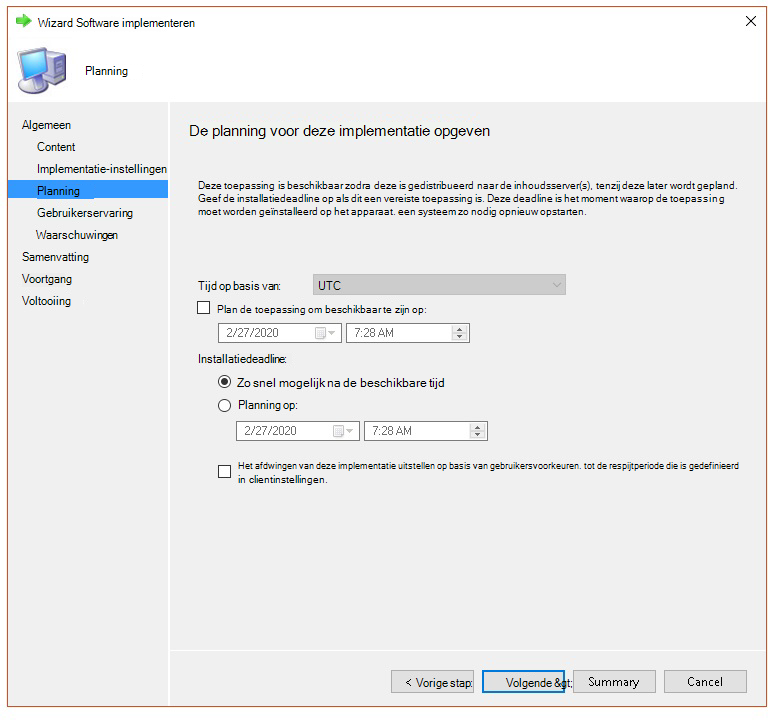 Wizard Software implementeren
Planning
Algemeen
Content
Implementatie-instellingen
Planning
Gebruikerservaring
Waarschuwingen
Samenvatting
Voortgang
Voltooiing
De planning voor deze implementatie opgeven
Deze toepassing is beschikbaar zodra deze is gedistribueerd naar de inhoudsserver(s), tenzij deze later wordt gepland.
Geef de installatiedeadline op als dit een vereiste toepassing is. Deze deadline is het moment waarop de toepassing
moet worden geïnstalleerd op het apparaat. een systeem zo nodig opnieuw opstarten.
Tijd op basis van: UTC
Plan de toepassing om beschikbaar te zijn op:
2/27/2020 7:28 AM
Installatiedeadline:
Zo snel mogelijk na de beschikbare tijd
Planning op:
2/27/2020 7:28 AM
Het afdwingen van deze implementatie uitstellen op basis van gebruikersvoorkeuren. tot de respijtperiode die is gedefinieerd
in clientinstellingen.
< Vorige stap: Volgende &gt; Summary Cancel